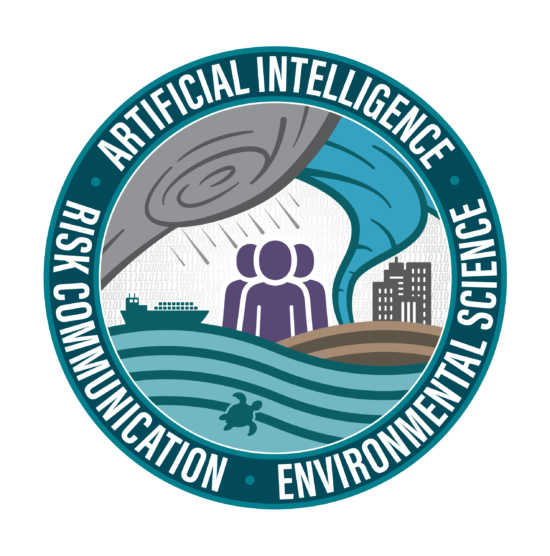 ARTIFICIAL INTELLIGENCE
ENVIRONMENTAL SCIENCE
RISK COMMUNICATION